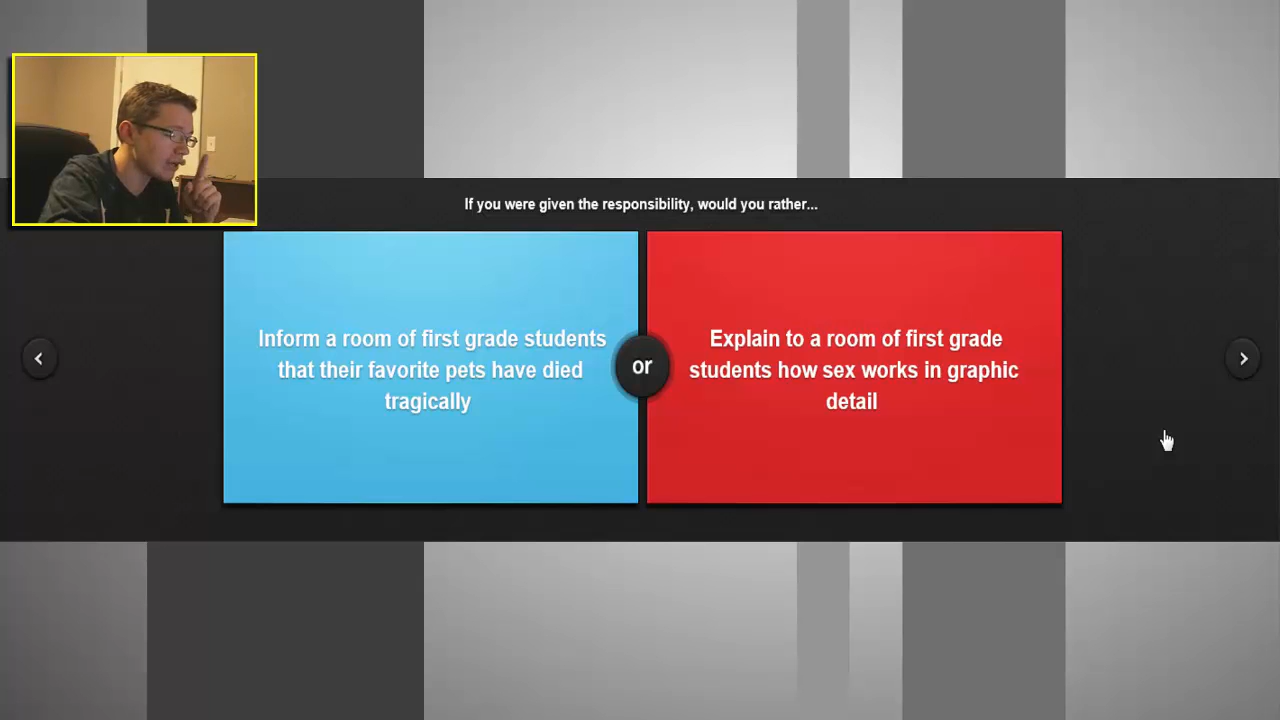 If you were given the responsibility, would you rather...
Inform a room of first grade students
that their favorite pets have died
tragically
or
Explain to a room of first grade
students how sex works in graphic
detail